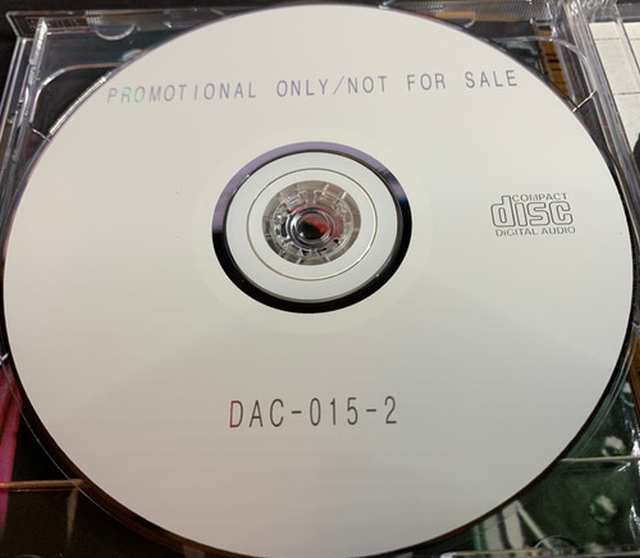 PROMOTIONAL ONLY/NOT FOR SALE
COMPACT
disc
DIGITAL AUDIO
DAC-015-2